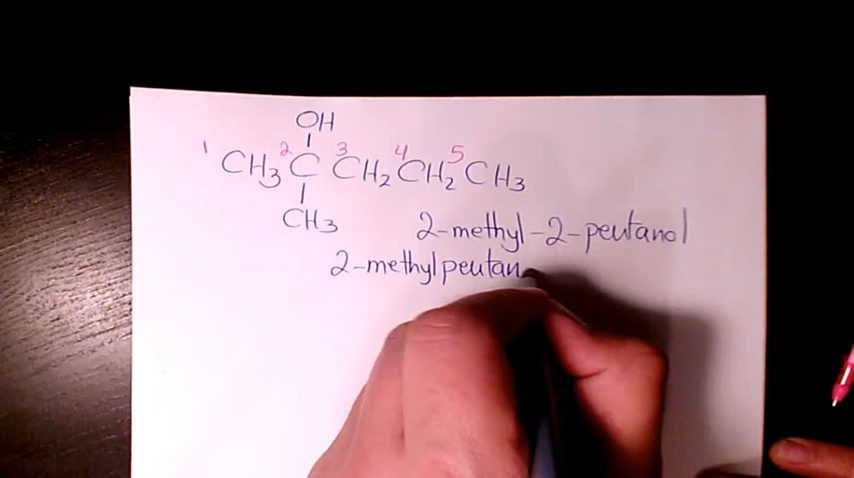 OH
1 2 3 4 5
CH3 C CH2 CH2 CH3
CH3
2-methyl-2-pentanol
2-methylpentan